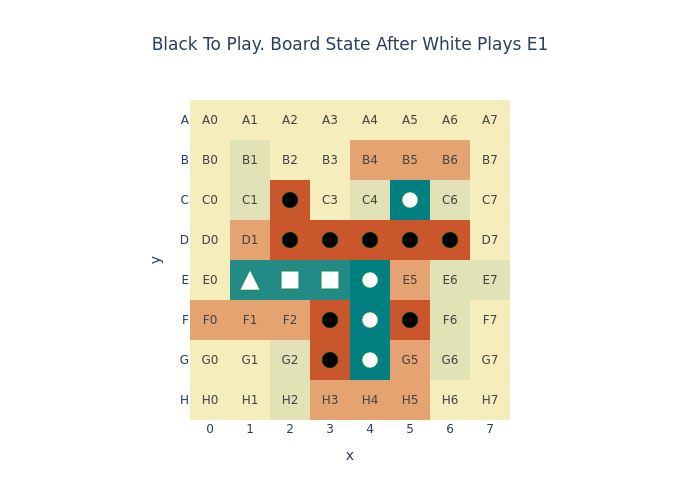 Black To Play. Board State After White Plays E1
A A0 A1 A2 A3 A4 A5 A6 A7
B B0 B1 B2 B3 B4 B5 B6 B7
C C0 C1 C3 C4 C6 C7
D D0 D1 D7
y
E E0 E5 E6 E7
F F0 F1 F2 F6 F7
G G0 G1 G2 G5 G6 G7
H H0 H1 H2 H3 H4 H5 H6 H7
0 1 2 3 4 5 6 7
x